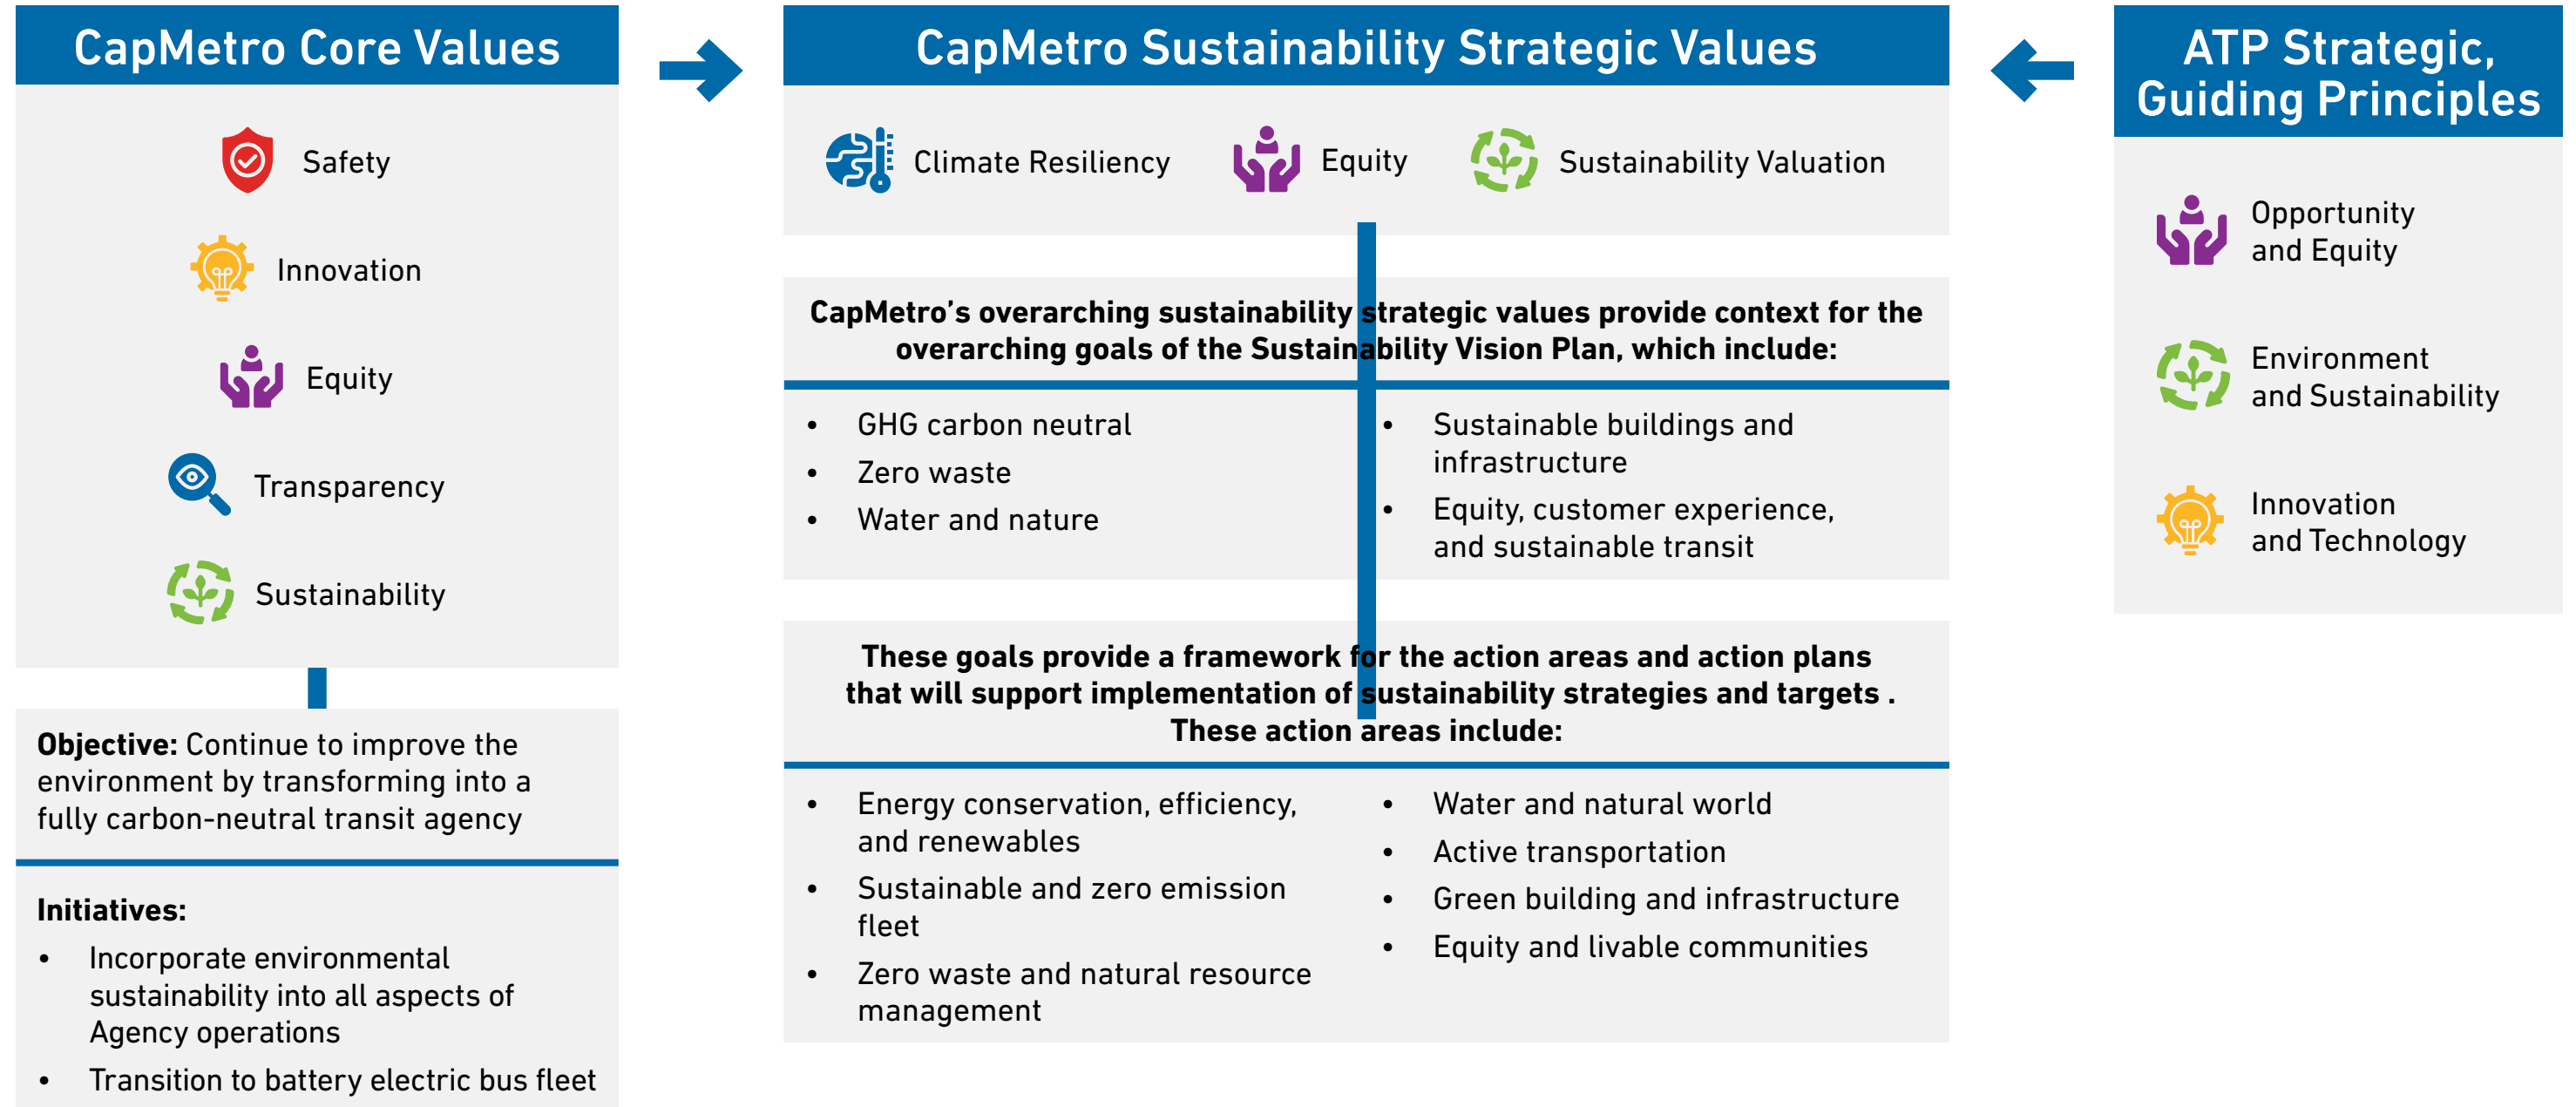 CapMetro Core Values
Safety
Innovation
Equity
Transparency
Sustainability
Objective: Continue to improve the
environment by transforming into a
fully carbon-neutral transit agency
Initiatives:
• Incorporate environmental
sustainability into all aspects of
Agency operations
• Transition to battery electric bus fleet
CapMetro Sustainability Strategic Values
Climate Resiliency
Equity
Sustainability Valuation
CapMetro’s overarching sustainability strategic values provide context for the
overarching goals of the Sustainability Vision Plan, which include:
• GHG carbon neutral
• Zero waste
• Water and nature
• Sustainable buildings and
infrastructure
• Equity, customer experience,
and sustainable transit
These goals provide a framework for the action areas and action plans
that will support implementation of sustainability strategies and targets .
These action areas include:
• Energy conservation, efficiency,
and renewables
• Sustainable and zero emission
fleet
• Zero waste and natural resource
management
• Water and natural world
• Active transportation
• Green building and infrastructure
• Equity and livable communities
ATP Strategic,
Guiding Principles
Opportunity
and Equity
Environment
and Sustainability
Innovation
and Technology